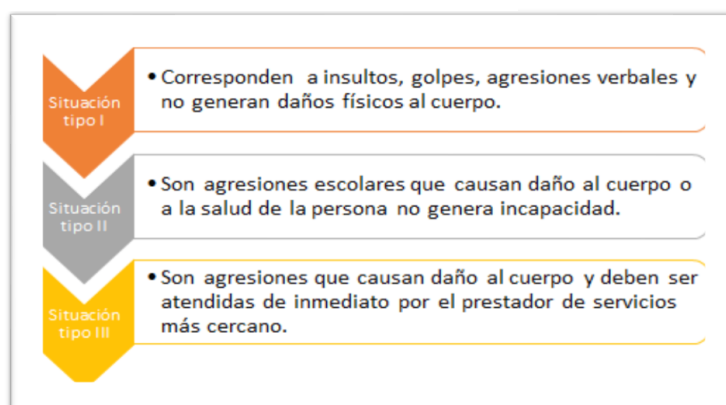 Situación
tipo I
• Corresponden a insultos, golpes, agresiones verbales y
no generan daños físicos al cuerpo.
Situación
tipo II
• Son agresiones escolares que causan daño al cuerpo o
a la salud de la persona no genera incapacidad.
Situación
tipo III
• Son agresiones que causan daño al cuerpo y deben ser
atendidas de inmediato por el prestador de servicios
más cercano.